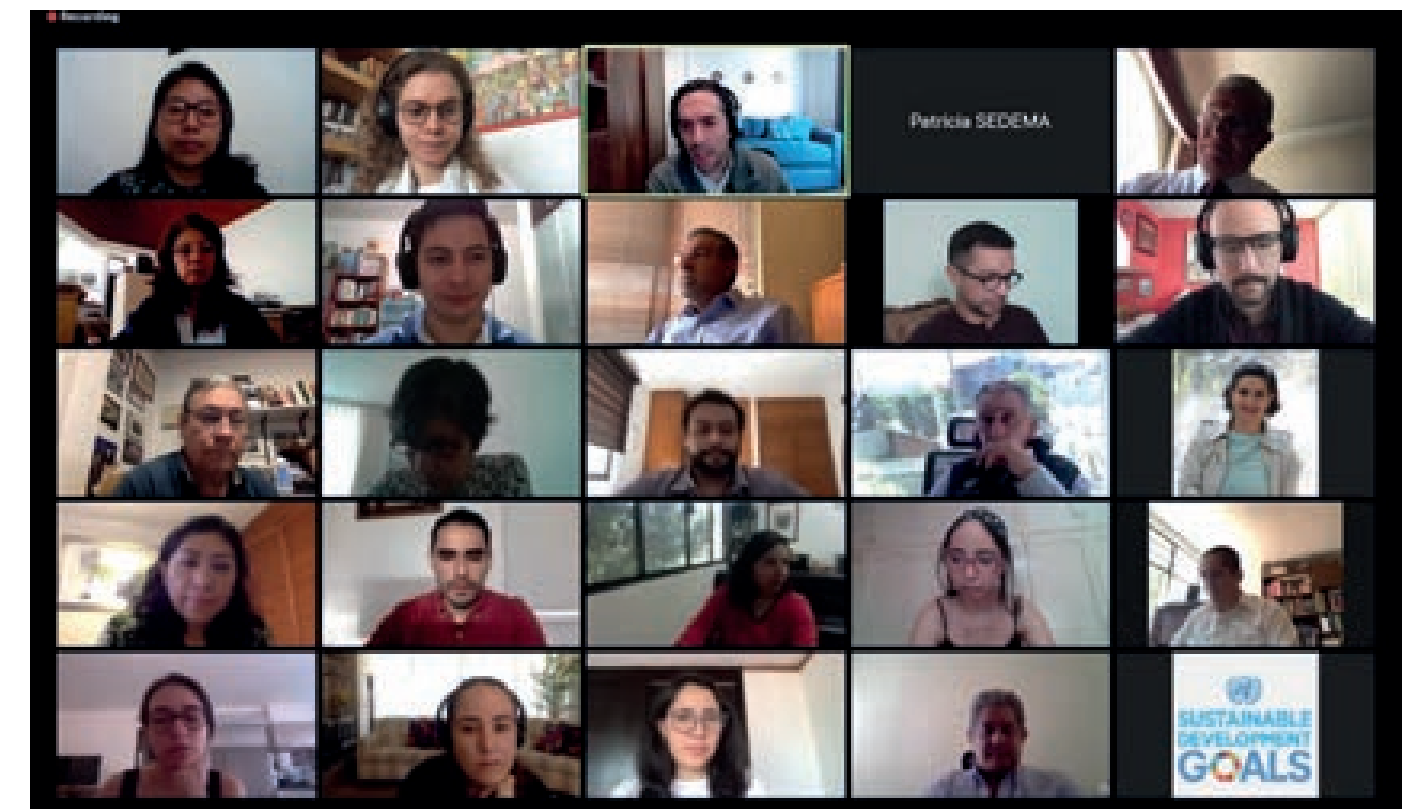 Recording
Patricia SEDEMA
SUSTAINABLE
DEVELOPMENT
GOALS